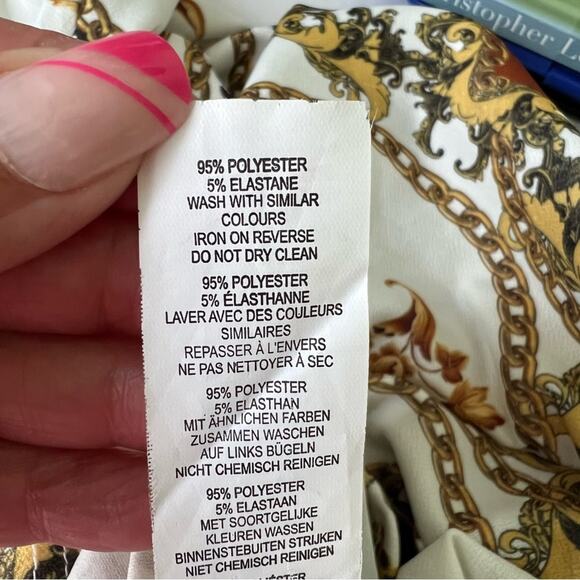 95% POLYESTER
5% ELASTANE
WASH WITH SIMILAR
COLOURS
IRON ON REVERSE
DO NOT DRY CLEAN
95% POLYESTER
5% ÉLASTHANNE
LAVER AVEC DES COULEURS
SIMILAIRES
REPASSER À L'ENVERS
NE PAS NETTOYER À SEC
95% POLYESTER
5% ELASTHAN
MIT ÄHNLICHEN FARBEN
ZUSAMMEN WASCHEN
AUF LINKS BÜGELN
NICHT CHEMISCH REINIGEN
95% POLYESTER
5% ELASTAAN
MET SOORTGELIJKE
KLEUREN WASSEN
BINNENSTEBUITEN STRIJKEN
NIET CHEMISCH REINIGEN